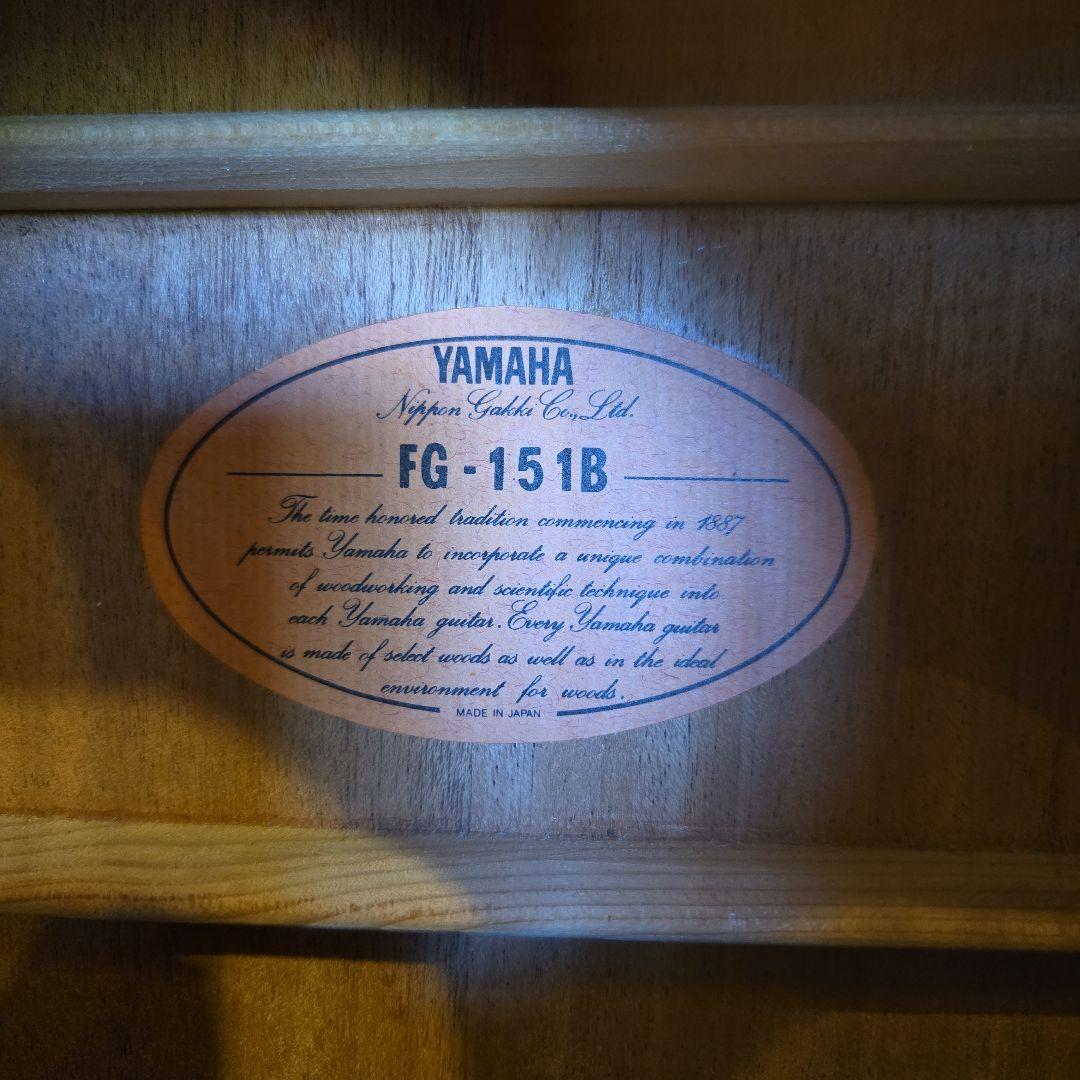 YAMAHA
Nippon Gakki Co., Ltd.
FG-151B
The time honored tradition commencing in 1887
permits Yamaha to incorporate a unique combination
of woodworking and scientific technique into
each Yamaha guitar. Every Yamaha guitar
is made of select woods as well as in the ideal
environment for woods.
MADE IN JAPAN